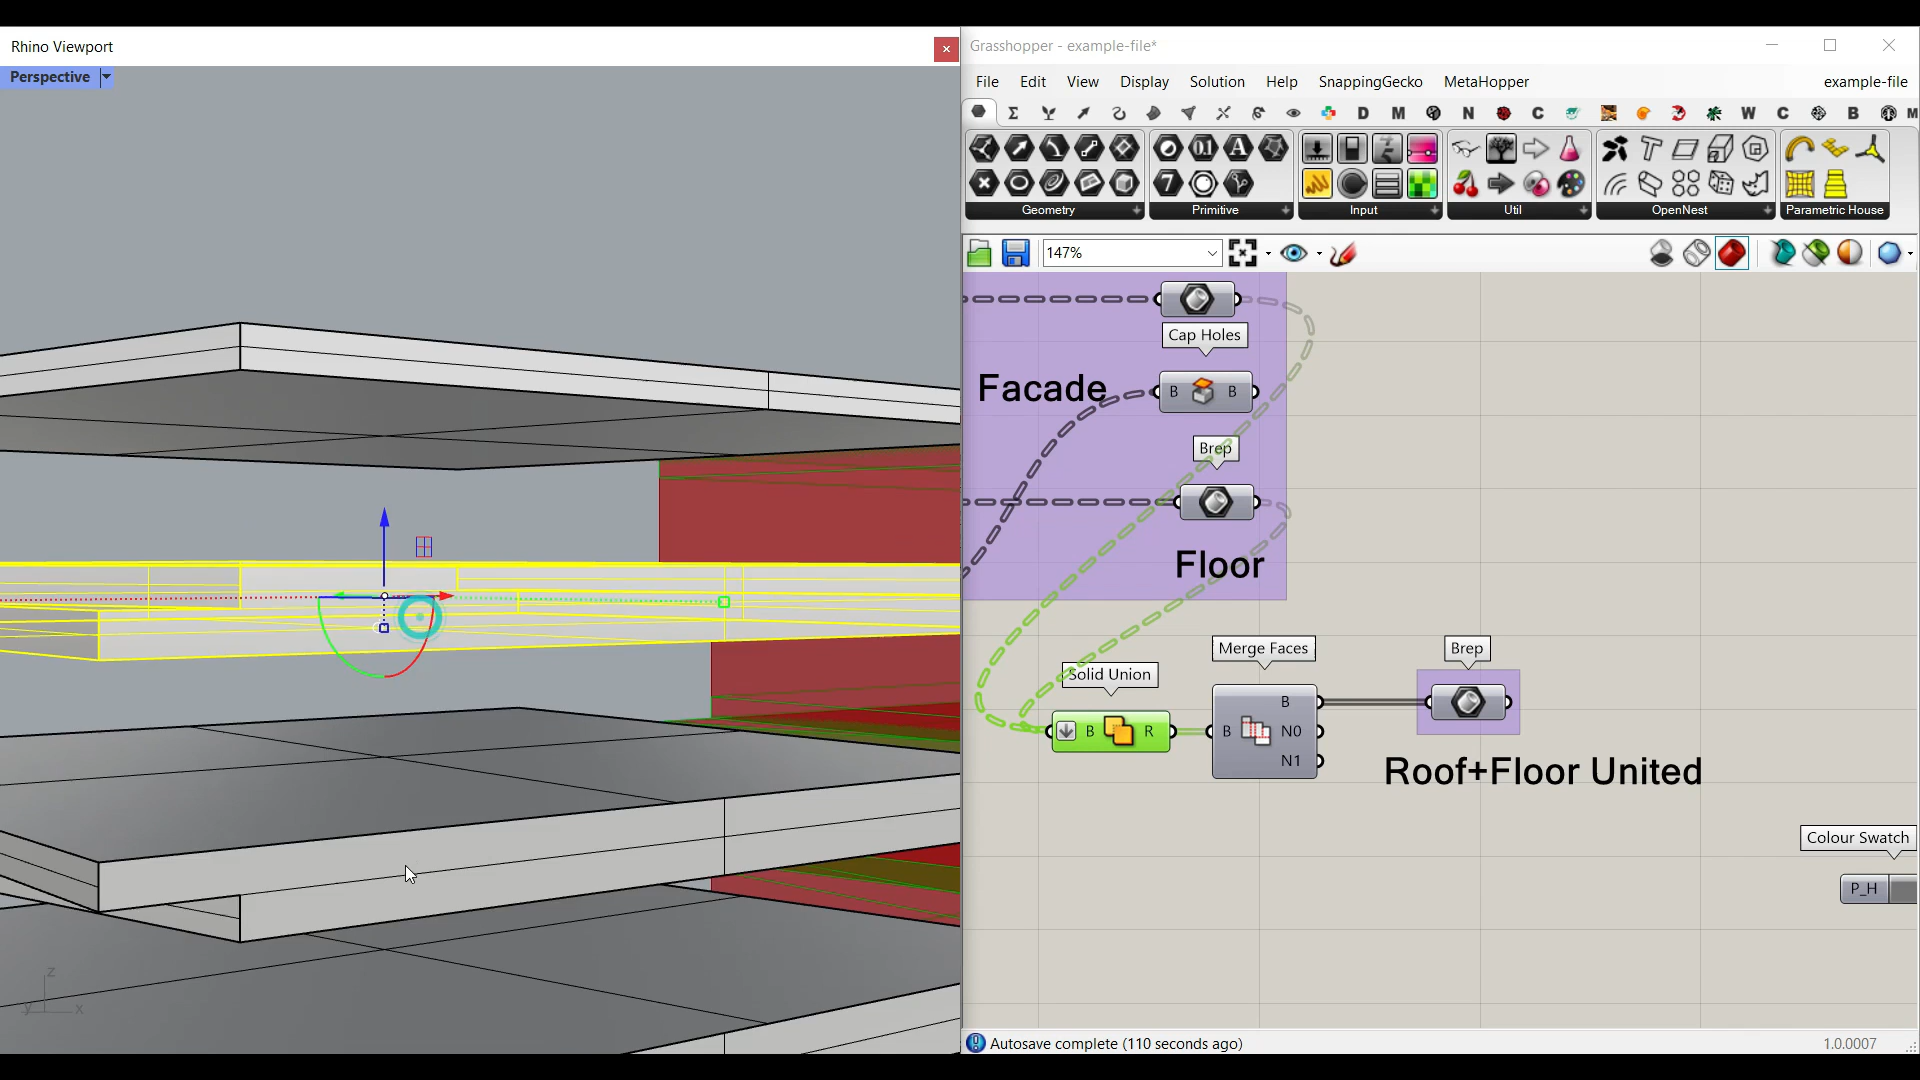 Rhino Viewport
Perspective
z
y
x
Grasshopper - example-file*
File Edit View Display Solution Help SnappingGecko MetaHopper example-file
D M N C W C B M
Geometry Primitive Input Util OpenNest Parametric House
147%
Cap Holes
Facade
B B
Brep
Floor
Solid Union
B R
Merge Faces
B B
N0
N1
Brep
Roof+Floor United
Colour Swatch
P_H
Autosave complete (110 seconds ago)
1.0.0007